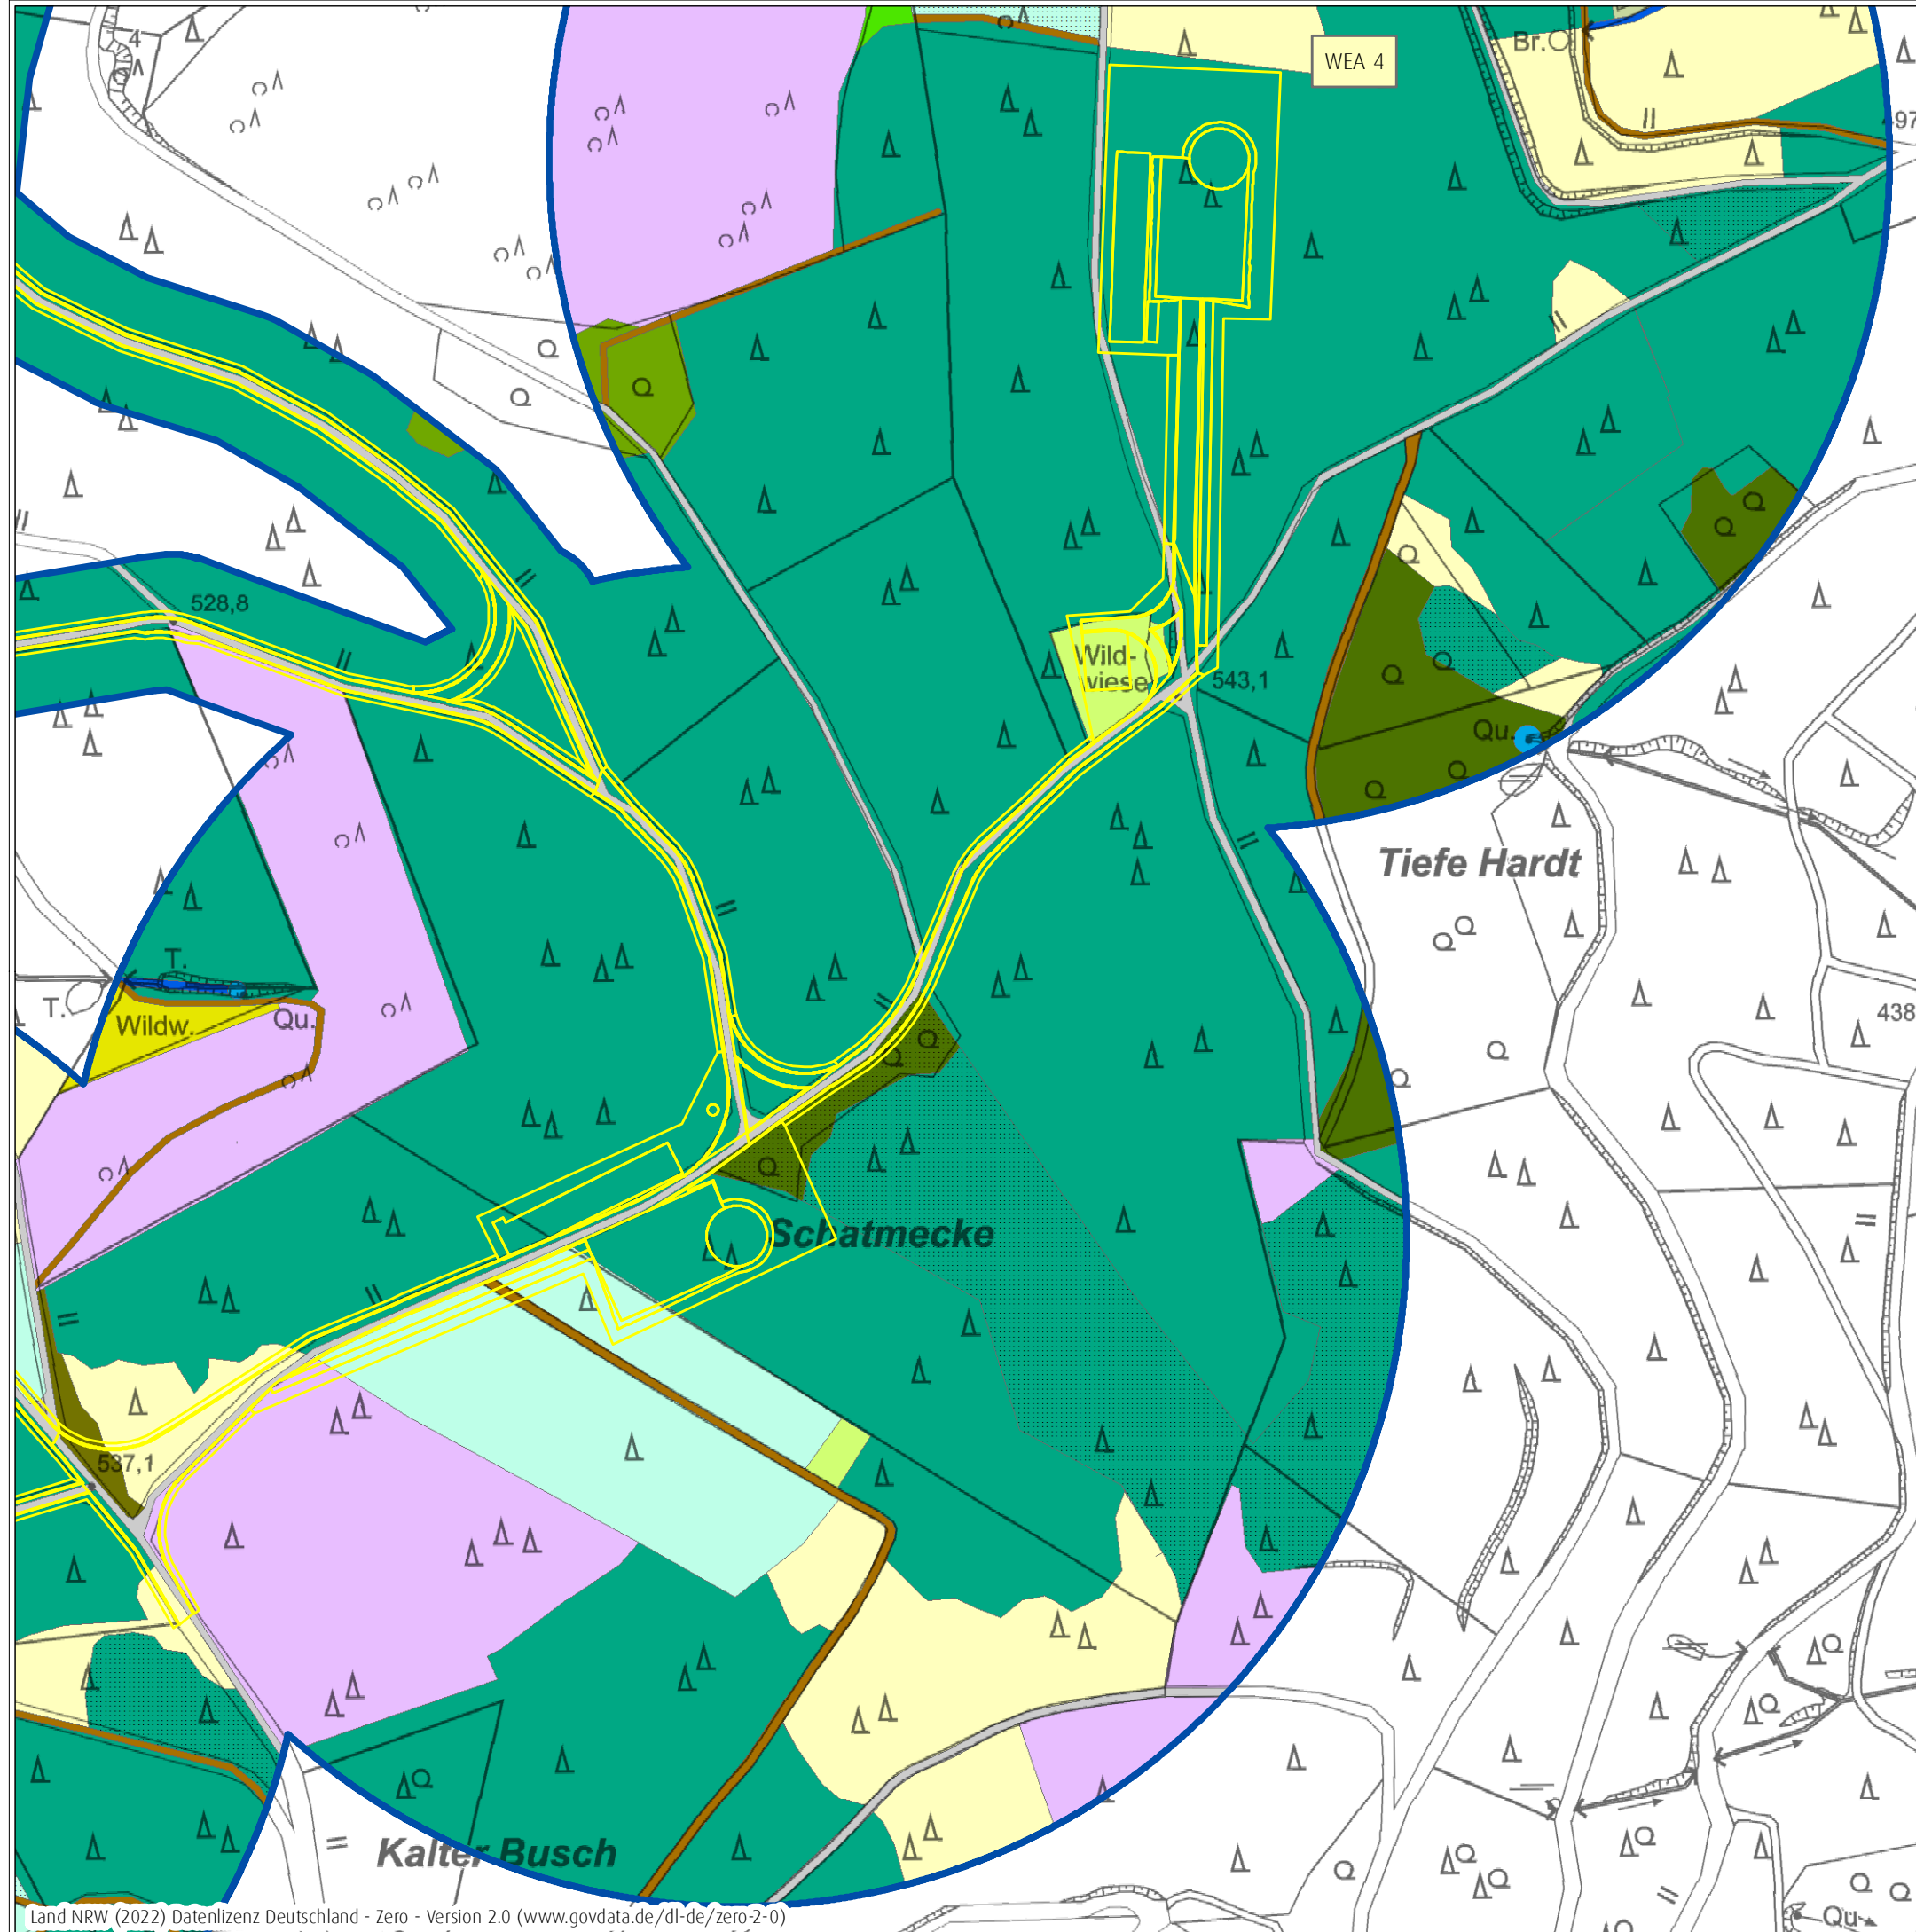 4
WEA 4
Br.
497
528,8
Wild-
wiese
543,1
Qu.
Tiefe Hardt
T.
T.
Wildw.
Qu.
438
Schatmecke
537,1
Kalter Busch
Qu.
Land NRW (2022) Datenlizenz Deutschland - Zero - Version 2.0 (www.govdata.de/dl-de/zero-2-0)